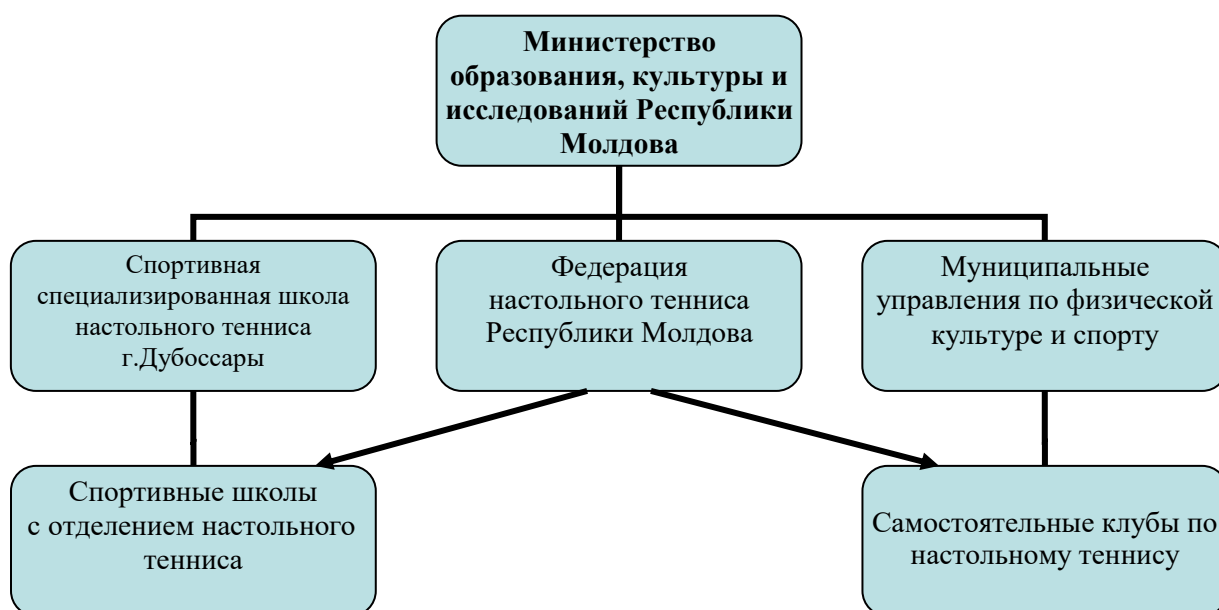 Министерство
образования, культуры и
исследований Республики
Молдова
Спортивная
специализированная школа
настольного тенниса
г.Дубоссары
Федерация
настольного тенниса
Республики Молдова
Муниципальные
управления по физической
культуре и спорту
Спортивные школы
с отделением настольного
тенниса
Самостоятельные клубы по
настольному теннису